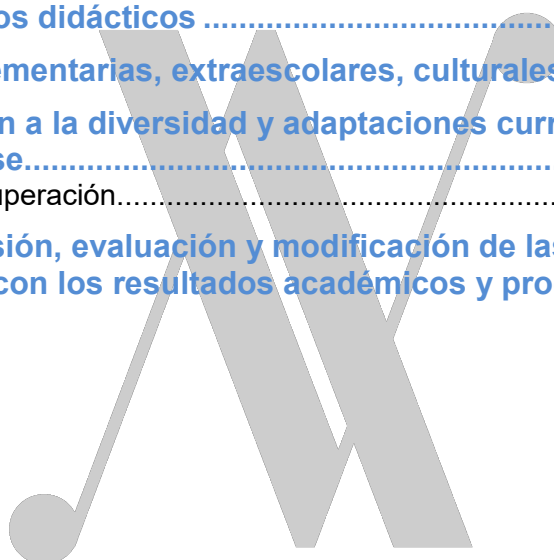 os didácticos ..................................................
ementarias, extraescolares, culturales
n a la diversidad y adaptaciones curr
se..............................................................................
uperación...............................................................
sión, evaluación y modificación de las
con los resultados académicos y pro